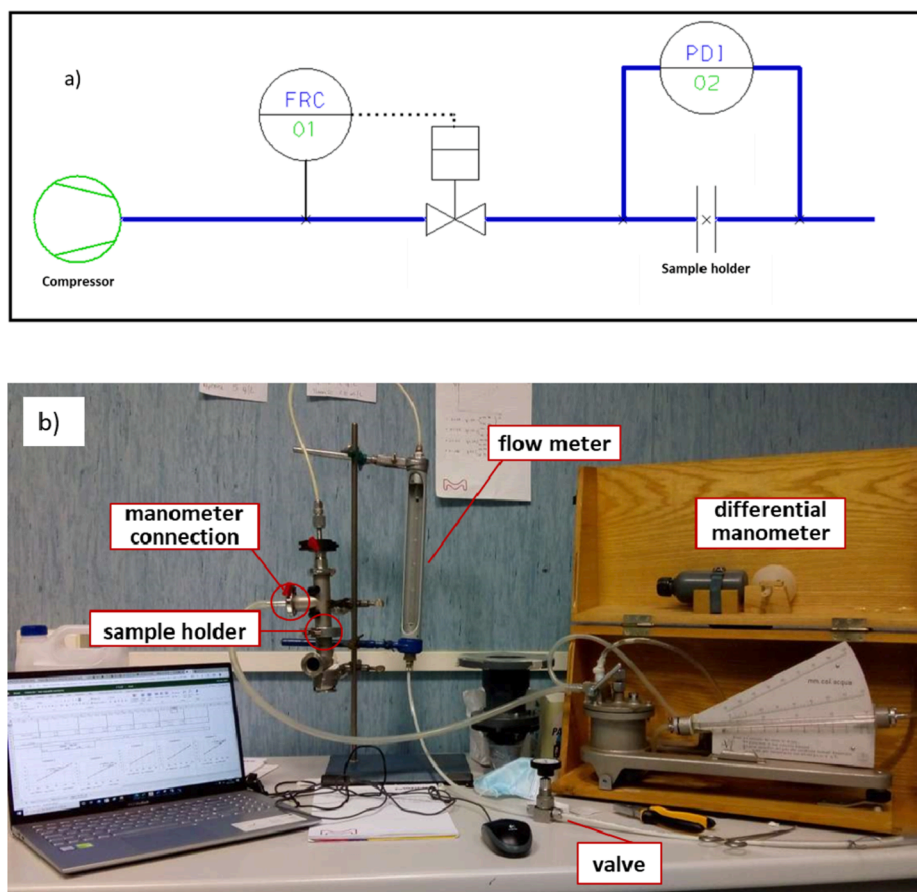 a)
FRC
01
PDI
02
Compressor
Sample holder
b)
flow meter
manometer
connection
differential
manometer
sample holder
mm.col acqua
valve